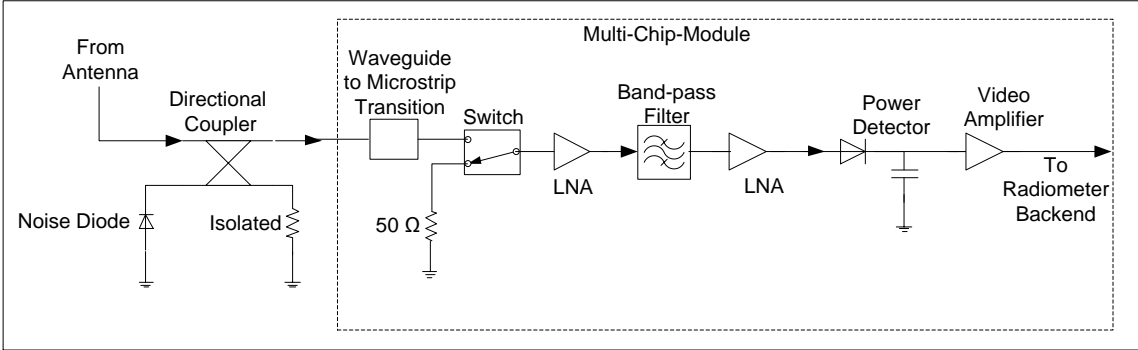 Multi-Chip-Module
From
Antenna
Directional
Coupler
Waveguide
to Microstrip
Transition
Switch
LNA
Band-pass
Filter
LNA
Power
Detector
Video
Amplifier
To
Radiometer
Backend
Noise Diode
Isolated
50 Ω